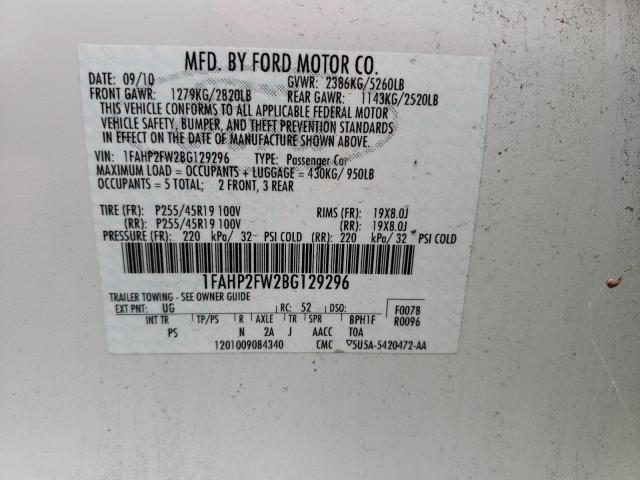 MFD. BY FORD MOTOR CO.
DATE: 09/10 GVWR: 2386KG/5260LB
FRONT GAWR: 1279KG/2820LB REAR GAWR: 1143KG/2520LB
THIS VEHICLE CONFORMS TO ALL APPLICABLE FEDERAL MOTOR
VEHICLE SAFETY, BUMPER, AND THEFT PREVENTION STANDARDS
IN EFFECT ON THE DATE OF MANUFACTURE SHOWN ABOVE.
VIN: 1FAHP2FW2BG129296 TYPE: Passenger Car
MAXIMUM LOAD = OCCUPANTS + LUGGAGE = 430KG/ 950LB
OCCUPANTS = 5 TOTAL; 2 FRONT, 3 REAR
TIRE (FR): P255/45R19 100V RIMS (FR): 19X8.0J
(RR): P255/45R19 100V (RR): 19X8.0J
PRESSURE (FR): 220 kPa/ 32 PSI COLD (RR): 220 kPa/ 32 PSI COLD
1FAHP2FW2BG129296
TRAILER TOWING - SEE OWNER GUIDE
EXT PNT: UG RC: 52 DSO: F0078
INT TR TP/PS R AXLE TR SPR BPH1F R0096
PS N 2A J AACC TOA
1201009084340 CMC ▽5U5A-5420472-AA